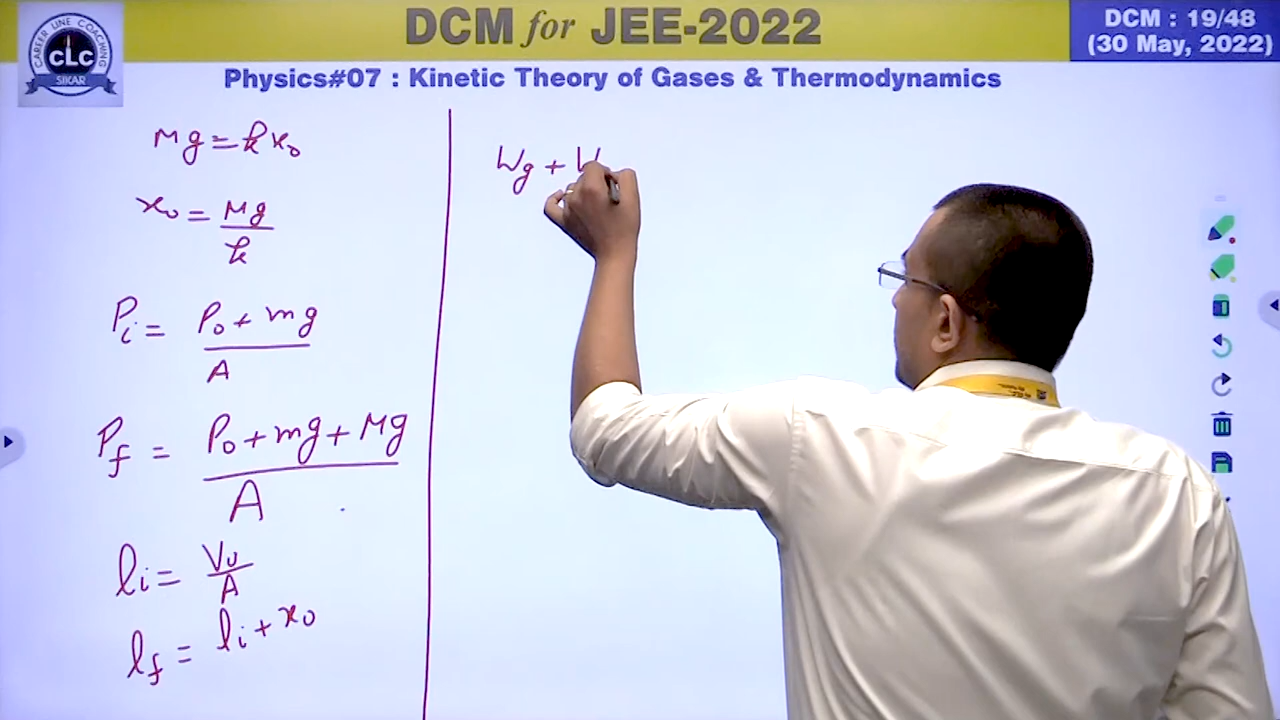 DCM for JEE-2022
DCM : 19/48
(30 May, 2022)
CAREER LINE COACHING
CLC
SIKAR
Physics#07 : Kinetic Theory of Gases & Thermodynamics
Mg = kx₀
x₀ = Mg/k
Pᵢ = P₀ + mg/A
P_f = P₀ + mg + Mg/A
lᵢ = V₀/A
l_f = lᵢ + x₀
Wg + W